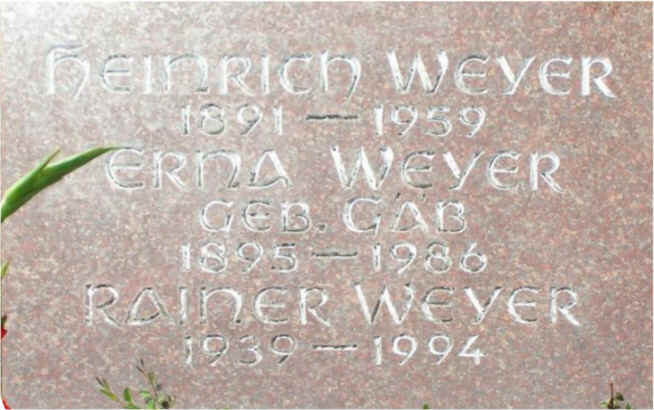 Heinrich Weyer
1891 — 1959
Erna Weyer
geb. Gäb
1895 — 1986
Rainer Weyer
1939 — 1994